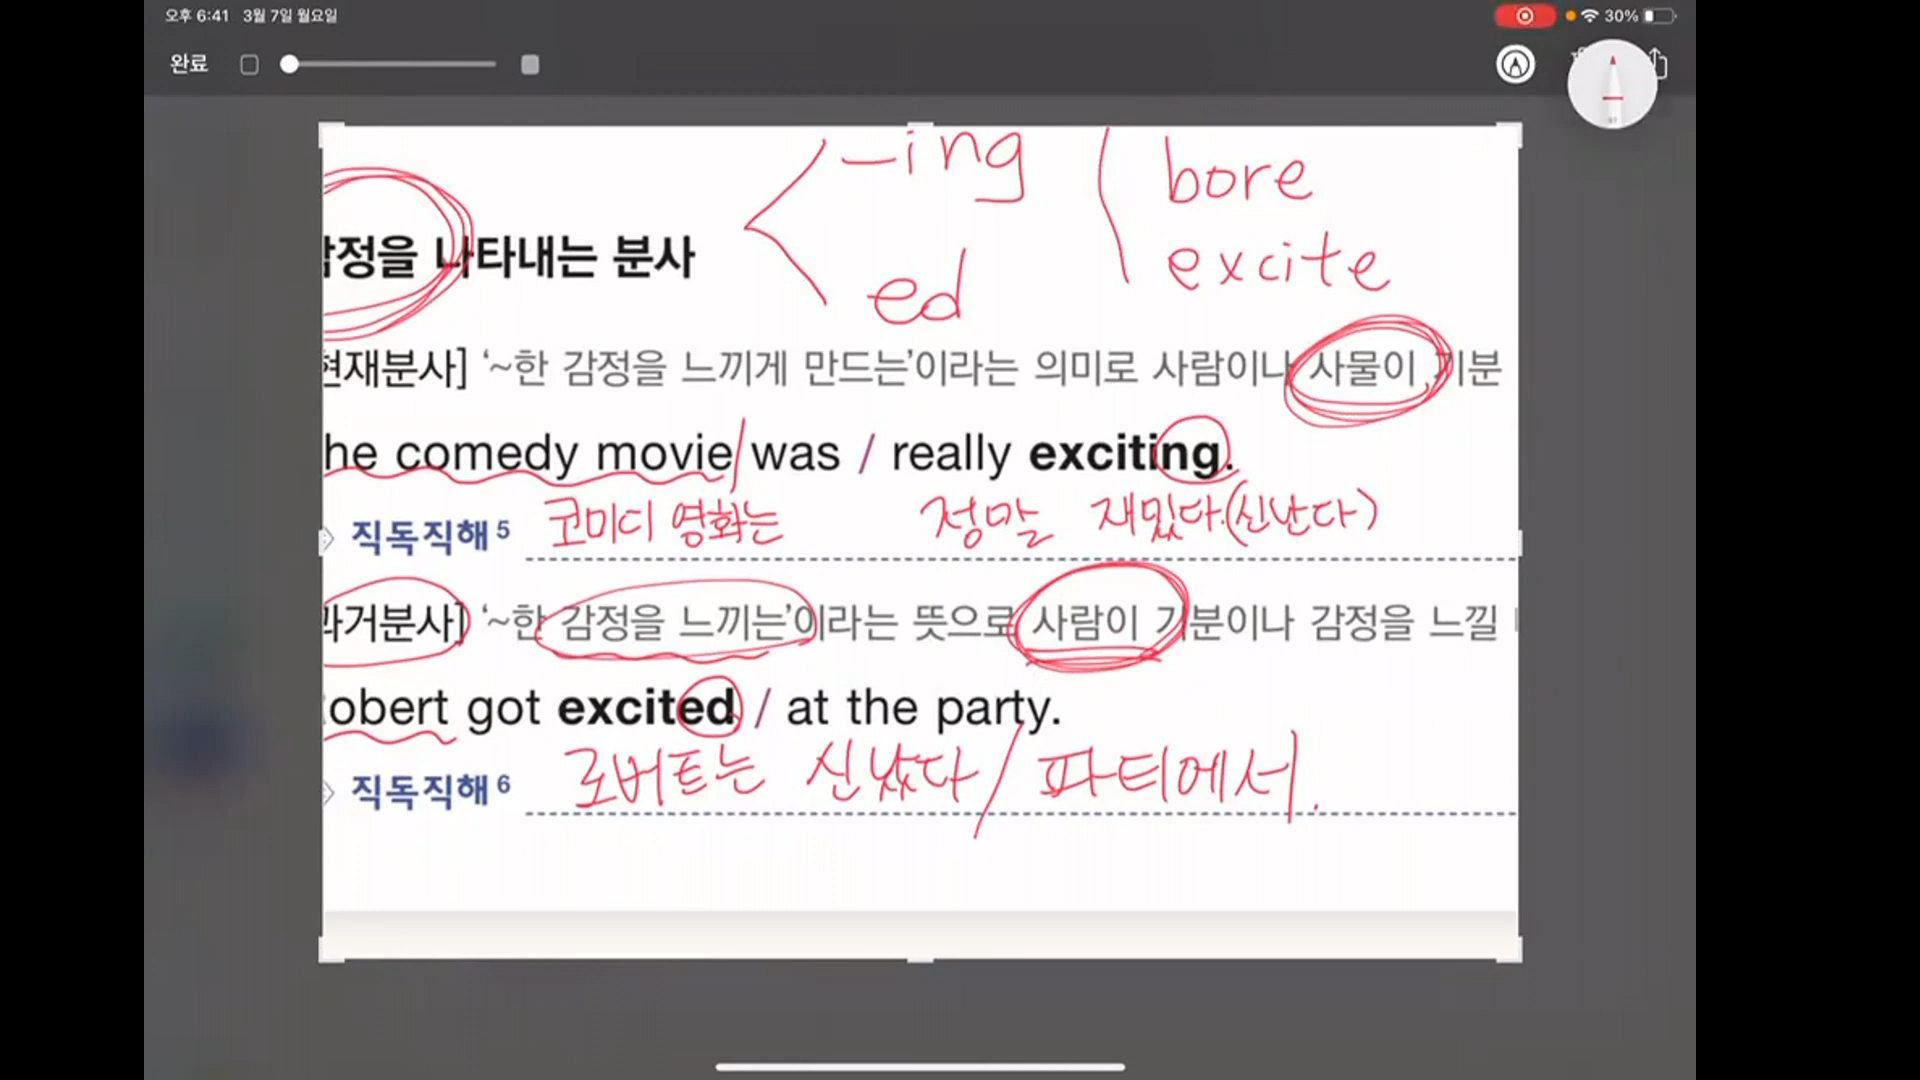 오후 6:41 3월 7일 월요일 30%
완료
-ing bore
ed excite
감정을 나타내는 분사
현재분사] ‘~한 감정을 느끼게 만드는’이라는 의미로 사람이나 사물이 기분
he comedy movie / was / really exciting.
직독직해 5 코미디 영화는 정말 재밌다.(신난다)
과거분사] ‘~한 감정을 느끼는’이라는 뜻으로 사람이 기분이나 감정을 느낄
obert got excited / at the party.
직독직해 6 로버트는 신났다 / 파티에서.